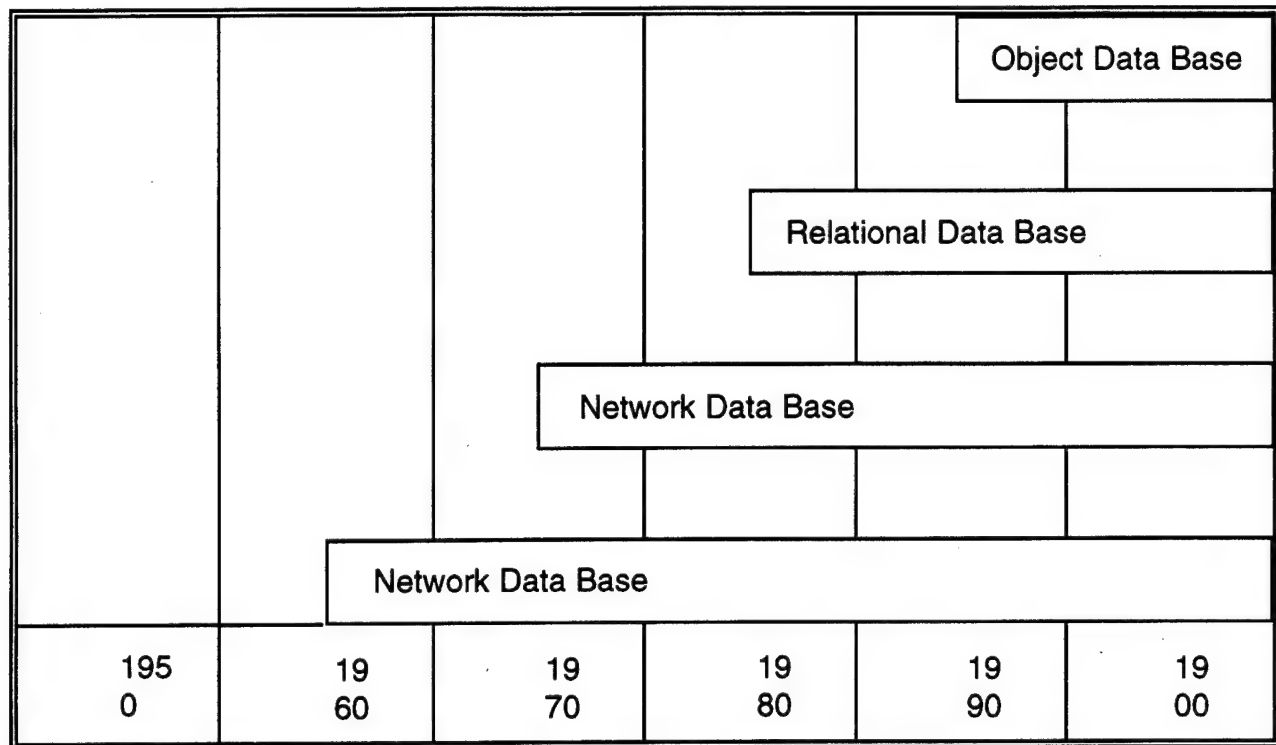 Object Data Base
Relational Data Base
Network Data Base
Network Data Base
195 19 19 19 19 19
0 60 70 80 90 00